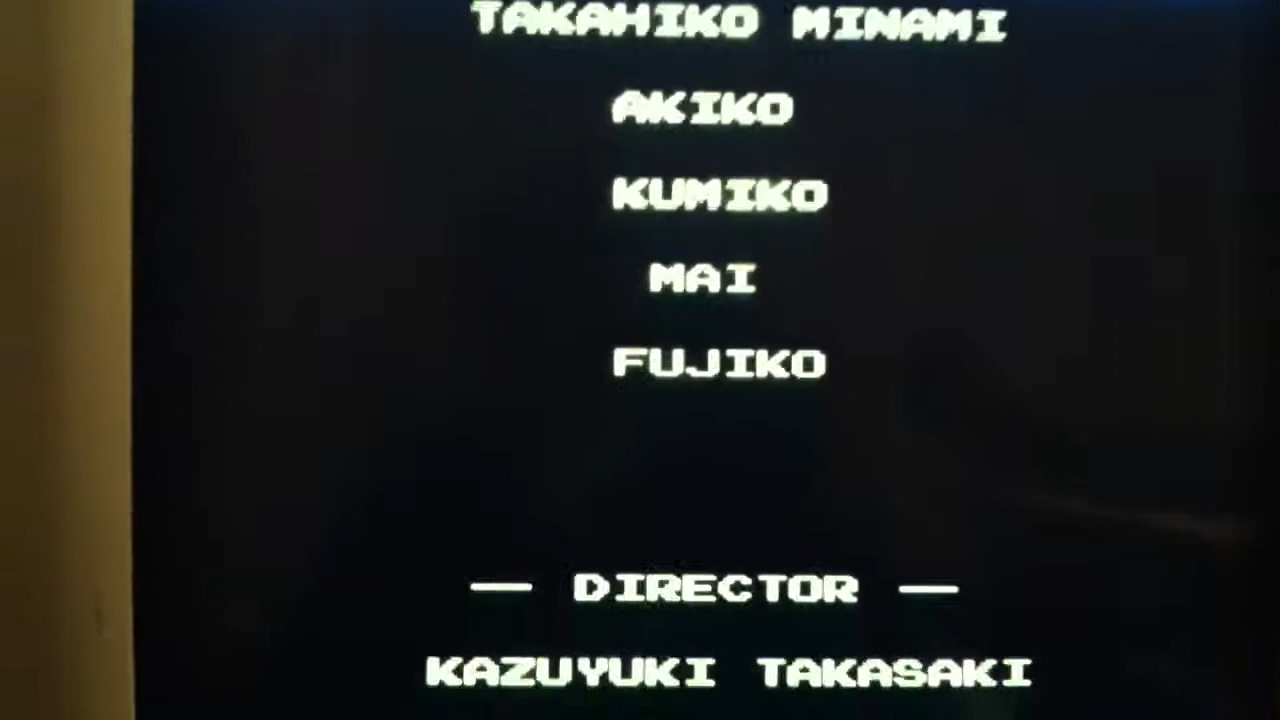 TAKAHIKO MINAMI
AKIKO
KUMIKO
MAI
FUJIKO
— DIRECTOR —
KAZUYUKI TAKASAKI